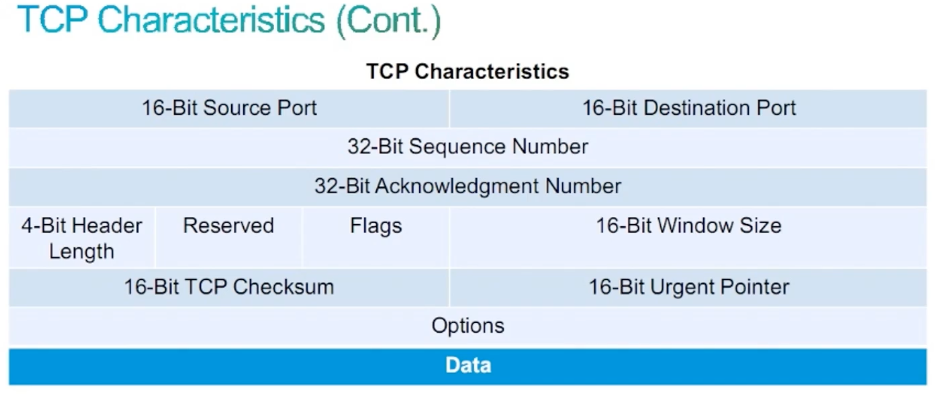 TCP Characteristics (Cont.)
TCP Characteristics
16-Bit Source Port
16-Bit Destination Port
32-Bit Sequence Number
32-Bit Acknowledgment Number
4-Bit Header
Length
Reserved
Flags
16-Bit Window Size
16-Bit TCP Checksum
16-Bit Urgent Pointer
Options
Data